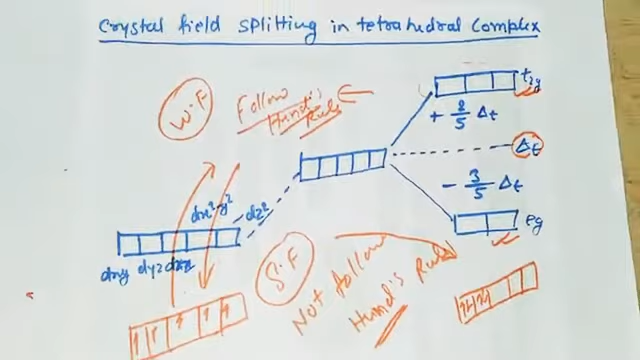 Crystal field splitting in tetrahedral complex
W.F
Follow
Hund's
Rule
t2g
+ 2/5 Δt
Δt
- 3/5 Δt
eg
dx²-y²
dz²
dxy dyz dxz
S.F
Not follow
Hund's Rule